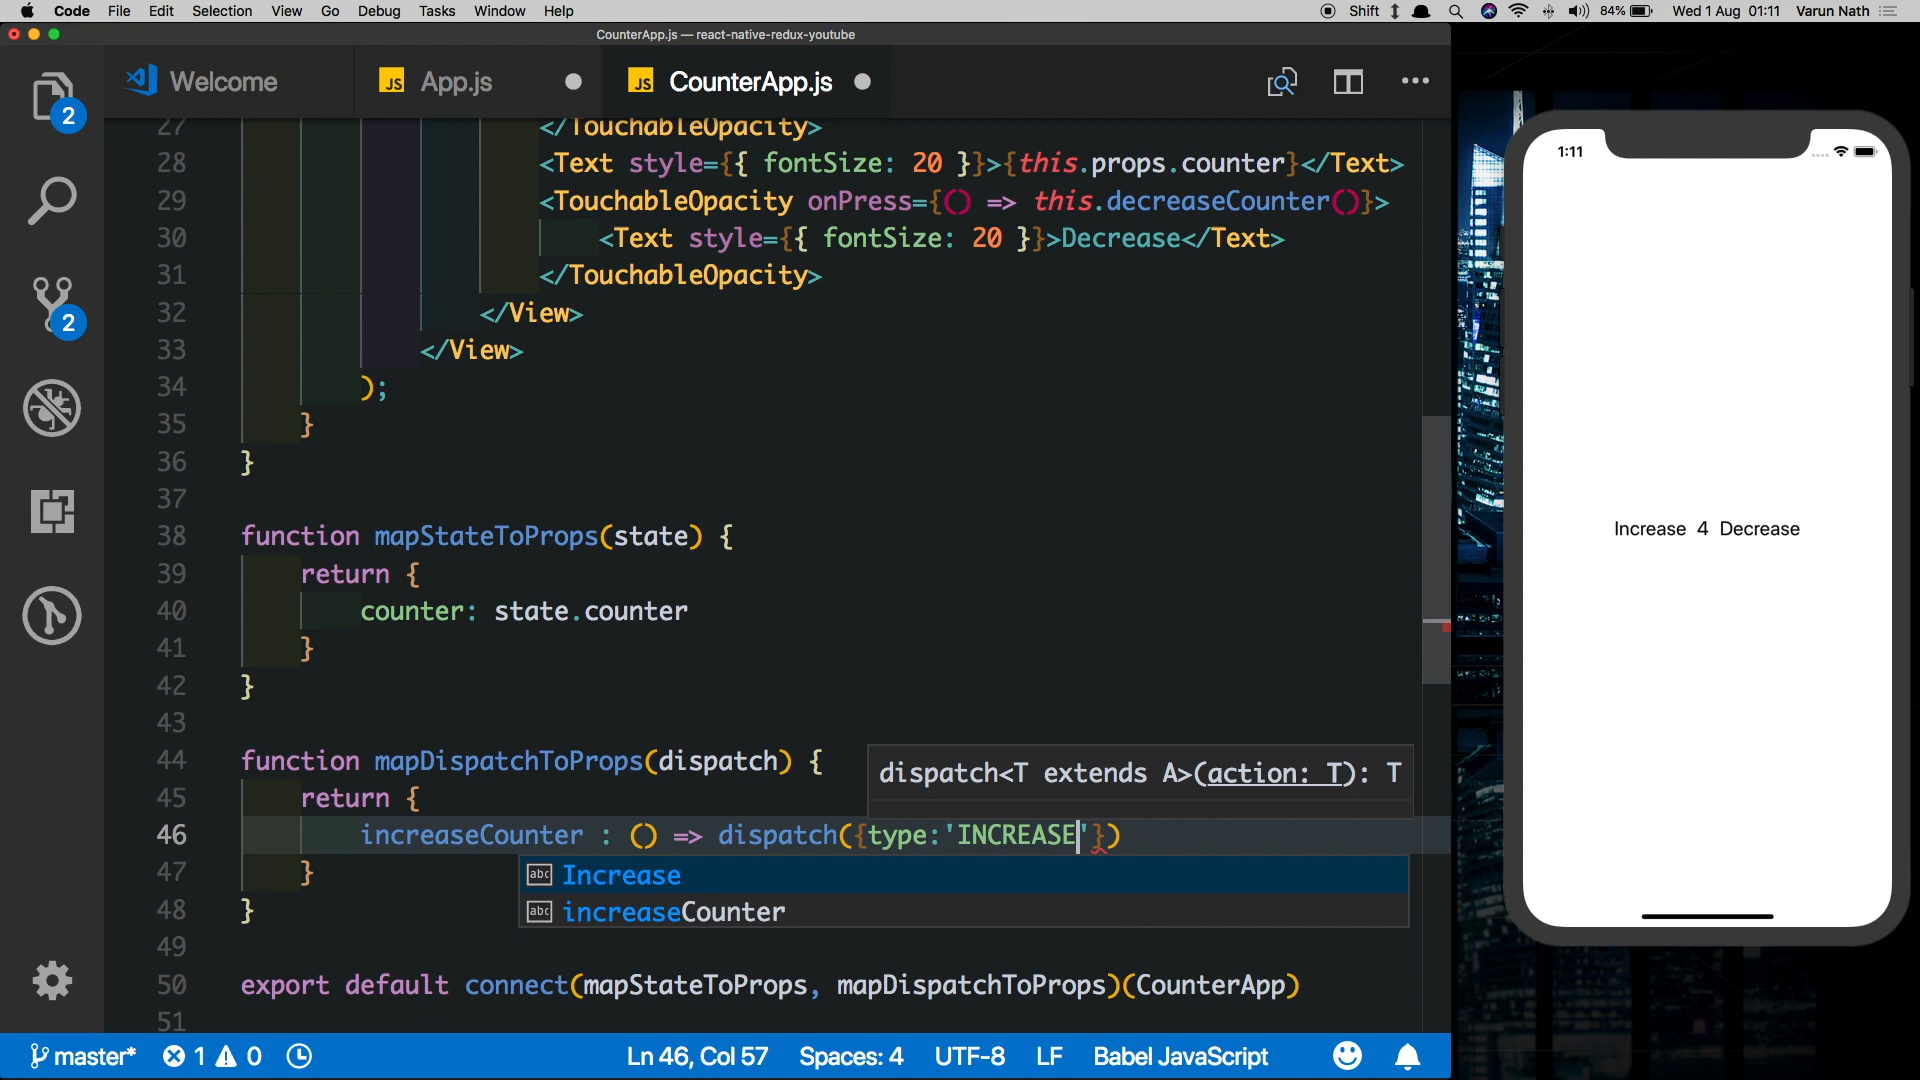 Code File Edit Selection View Go Debug Tasks Window Help
Shift 84% Wed 1 Aug 01:11 Varun Nath
CounterApp.js — react-native-redux-youtube
Welcome
JS App.js
JS CounterApp.js
2
2
27 </TouchableOpacity>
28 <Text style={{ fontSize: 20 }}>{this.props.counter}</Text>
29 <TouchableOpacity onPress={() => this.decreaseCounter()}>
30 <Text style={{ fontSize: 20 }}>Decrease</Text>
31 </TouchableOpacity>
32 </View>
33 </View>
34 );
35 }
36 }
37
38 function mapStateToProps(state) {
39 return {
40 counter: state.counter
41 }
42 }
43
44 function mapDispatchToProps(dispatch) {
dispatch<T extends A>(action: T): T
45 return {
46 increaseCounter : () => dispatch({type:'INCREASE'})
abc Increase
abc increaseCounter
47 }
48 }
49
50 export default connect(mapStateToProps, mapDispatchToProps)(CounterApp)
51
master* 1 0 Ln 46, Col 57 Spaces: 4 UTF-8 LF Babel JavaScript
1:11
Increase 4 Decrease